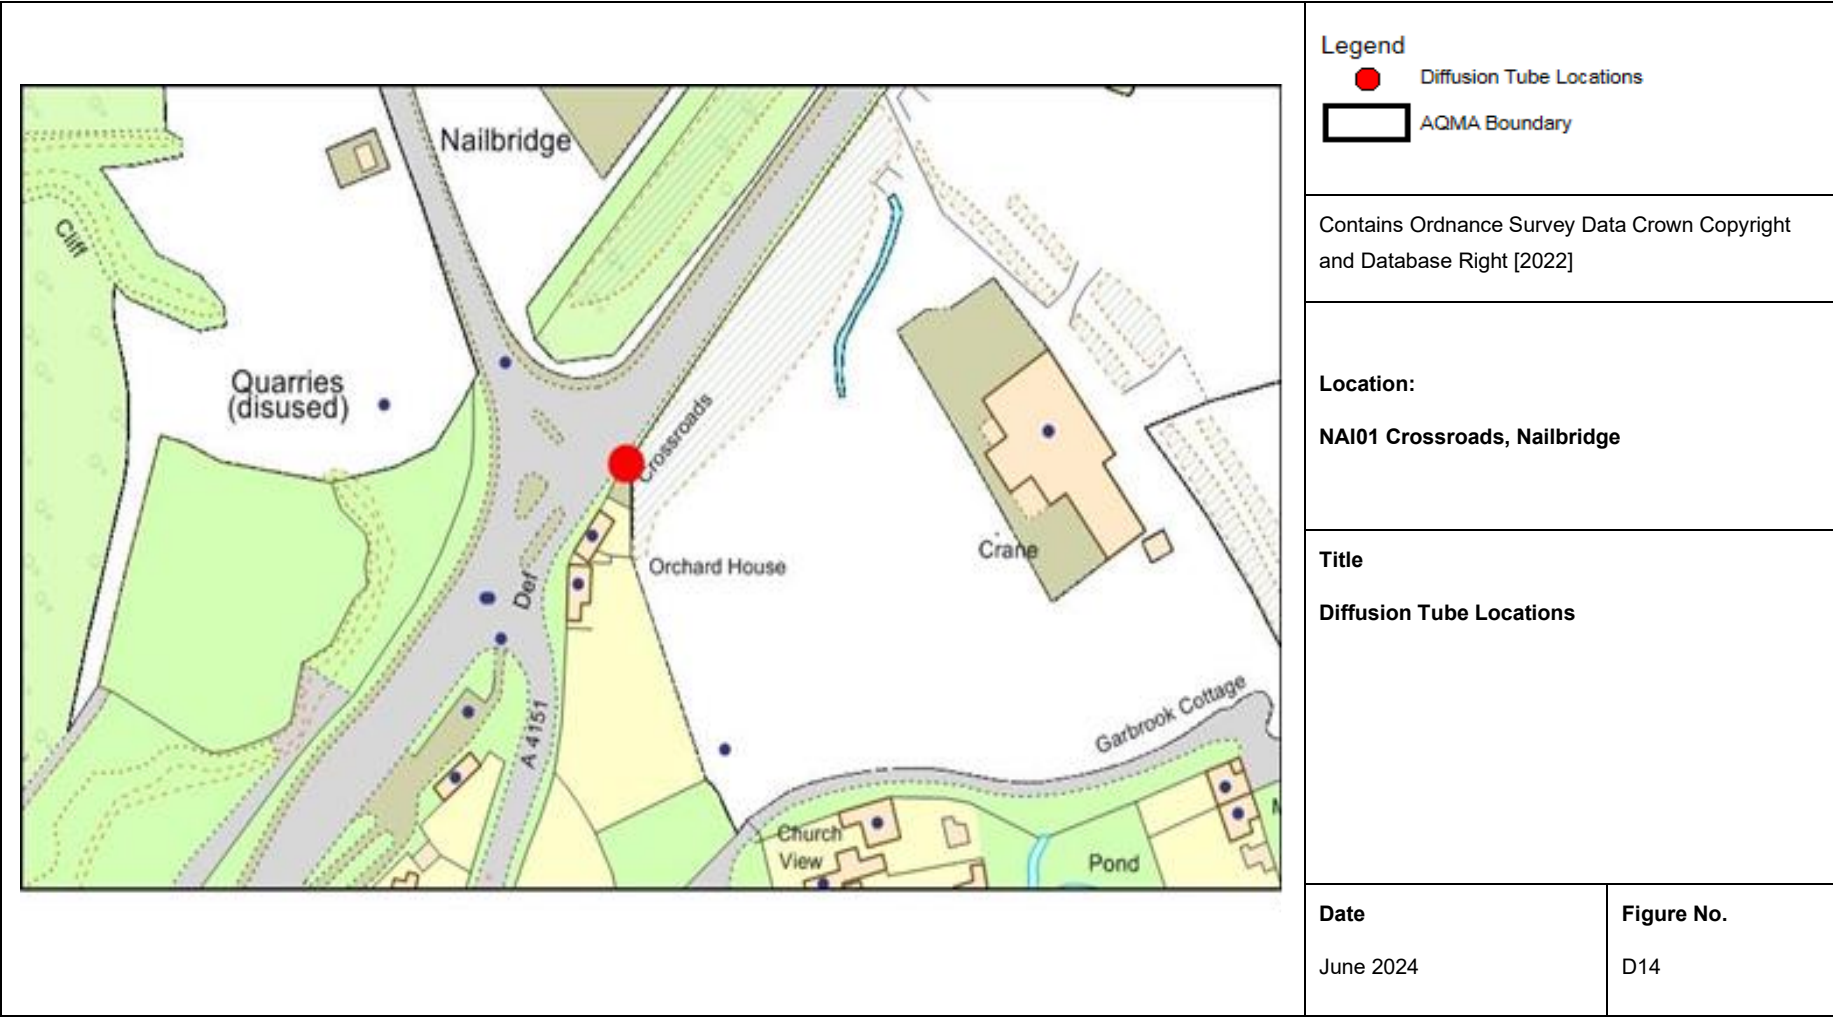 Nailbridge
Cliff
Quarries
(disused)
Crossroads
Orchard House
Crane
Def
A 4151
Garbrook Cottage
Church
View
Pond
Legend
Diffusion Tube Locations
AQMA Boundary
Contains Ordnance Survey Data Crown Copyright
and Database Right [2022]
Location:
NAI01 Crossroads, Nailbridge
Title
Diffusion Tube Locations
Date
June 2024
Figure No.
D14